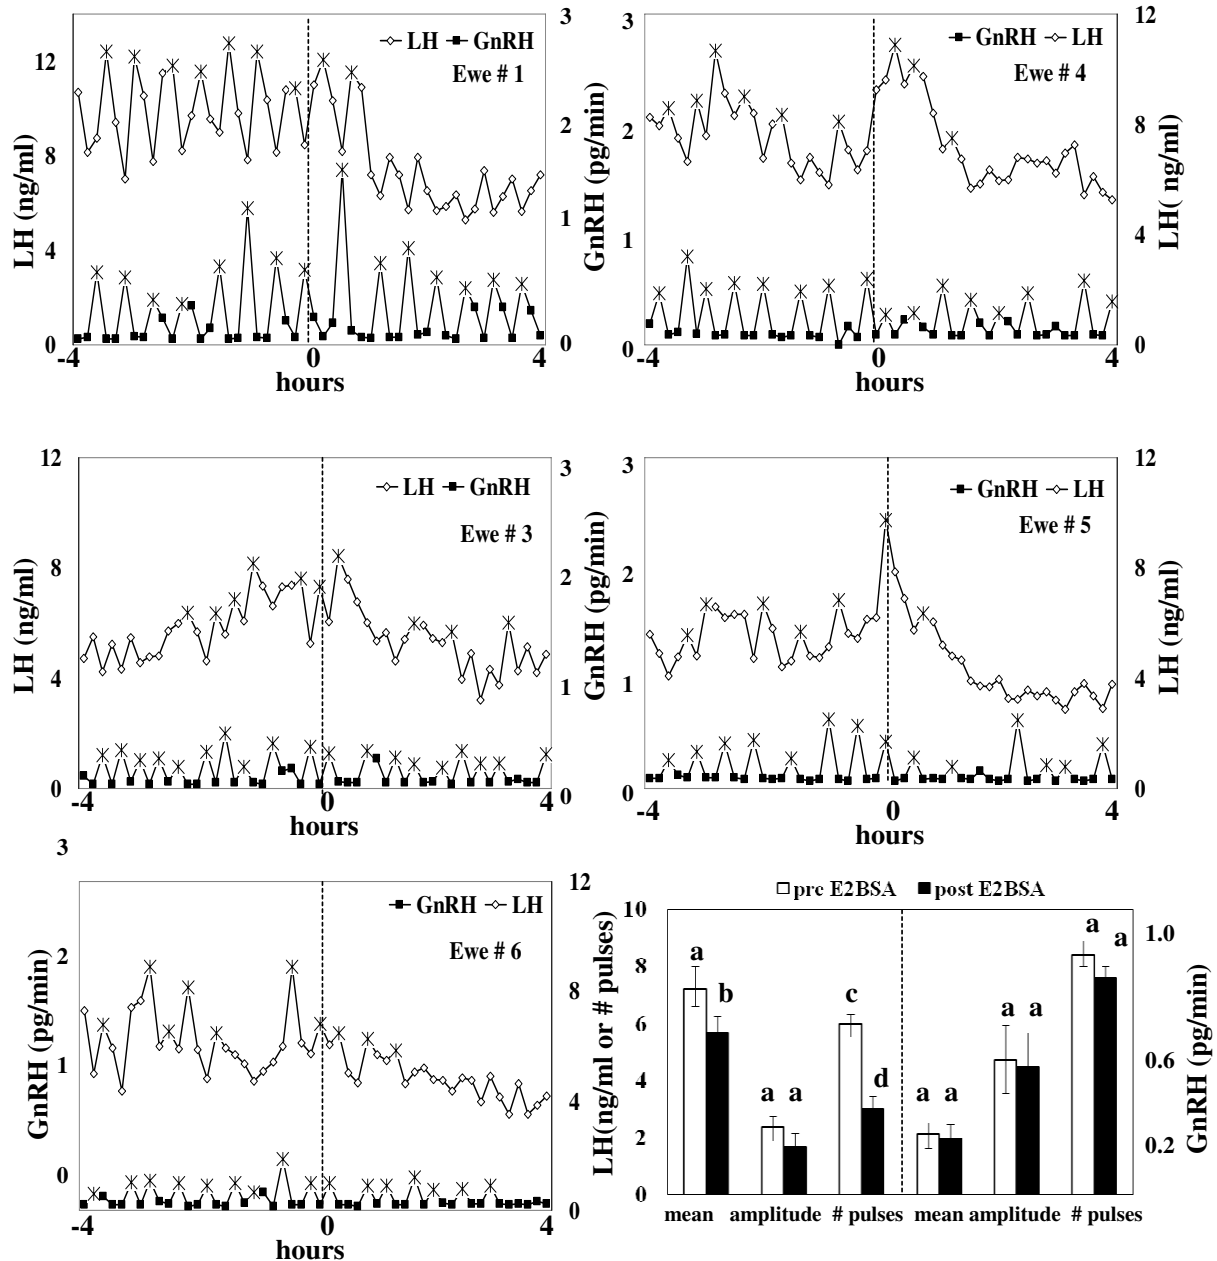 LH GnRH
Ewe # 1
LH (ng/ml)
12
8
4
0
3
2
1
0
-4 0 4
hours
GnRH LH
Ewe # 4
GnRH (pg/min)
3
2
1
0
LH( ng/ml)
12
8
4
0
-4 0 4
hours
LH GnRH
Ewe # 3
LH (ng/ml)
12
8
4
0
3
2
1
0
-4 0 4
hours
GnRH LH
Ewe # 5
GnRH (pg/min)
3
2
1
0
LH (ng/ml)
12
8
4
0
-4 0 4
hours
GnRH LH
Ewe # 6
GnRH (pg/min)
3
2
1
0
12
8
4
0
-4 0 4
hours
pre E2BSA post E2BSA
LH(ng/ml or # pulses)
10
8
6
4
2
0
a b a a c d a a a a a a
GnRH (pg/min)
1.0
0.6
0.2
mean amplitude # pulses mean amplitude # pulses